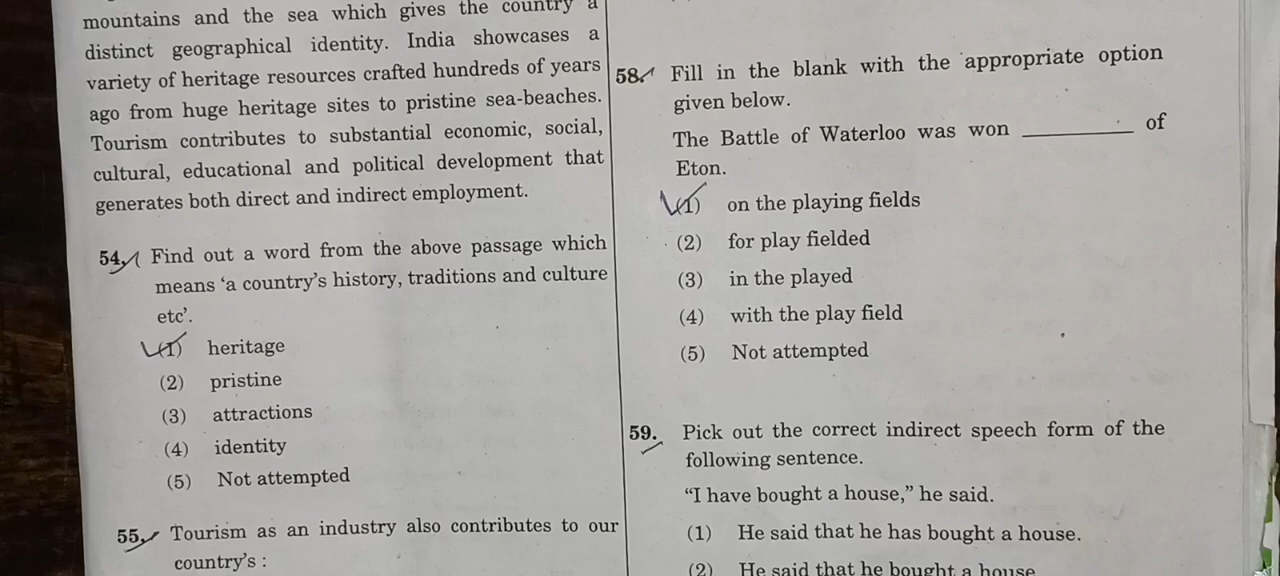 mountains and the sea which gives the country a
distinct geographical identity. India showcases a
variety of heritage resources crafted hundreds of years
ago from huge heritage sites to pristine sea-beaches.
Tourism contributes to substantial economic, social,
cultural, educational and political development that
generates both direct and indirect employment.
54. Find out a word from the above passage which
means ‘a country’s history, traditions and culture
etc’.
(1) heritage
(2) pristine
(3) attractions
(4) identity
(5) Not attempted
55. Tourism as an industry also contributes to our
country’s :
58. Fill in the blank with the appropriate option
given below.
The Battle of Waterloo was won __________ of
Eton.
(1) on the playing fields
(2) for play fielded
(3) in the played
(4) with the play field
(5) Not attempted
59. Pick out the correct indirect speech form of the
following sentence.
“I have bought a house,” he said.
(1) He said that he has bought a house.
(2) He said that he bought a house